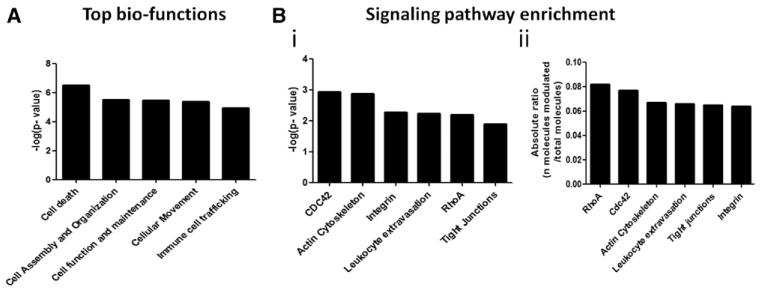 A
Top bio-functions
-log(p- value)
8
6
4
2
0
Cell death
Cell Assembly and Organization
Cell function and maintenance
Cellular Movement
Immune cell trafficking
B
Signaling pathway enrichment
i
-log(p- value)
4
3
2
1
0
CDC42
Actin Cytoskeleton
Integrin
Leukocyte extravasation
RhoA
Tight Junctions
ii
Absolute ratio
(n molecules modulated
/total molecules)
0.10
0.08
0.06
0.04
0.02
0.00
RhoA
Cdc42
Actin Cytoskeleton
Leukocyte extravasation
Tight junctions
Integrin